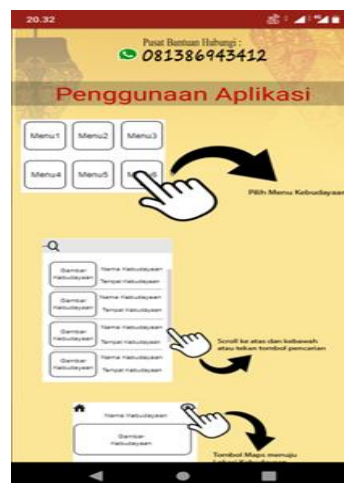 20.32
Pusat Bantuan Hubungi :
081386943412
Penggunaan Aplikasi
Menu1 Menu2 Menu3
Menu4 Menu5
Pilih Menu Kebudayaan
Gambar Kebudayaan
Nama Kebudayaan
Tempat Kebudayaan
Gambar Kebudayaan
Nama Kebudayaan
Tempat Kebudayaan
Gambar Kebudayaan
Nama Kebudayaan
Tempat Kebudayaan
Gambar Kebudayaan
Nama Kebudayaan
Tempat Kebudayaan
Scroll ke atas dan kebawah
atau tekan tombol pencarian
Nama Kebudayaan
Gambar
Kebudayaan
Tombol Maps menuju
Lokasi Kebudayaan